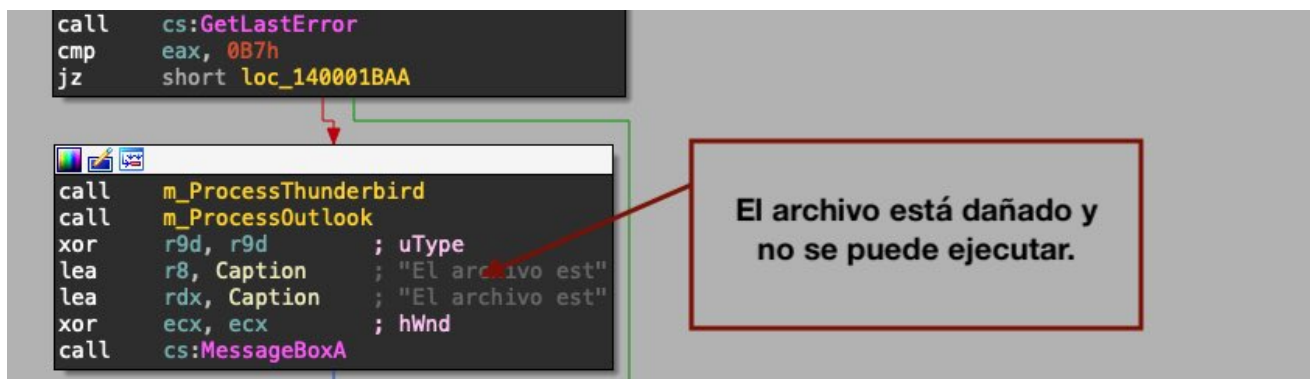 call cs:GetLastError
cmp eax, 0B7h
jz short loc_140001BAA
call m_ProcessThunderbird
call m_ProcessOutlook
xor r9d, r9d ; uType
lea r8, Caption ; "El archivo est"
lea rdx, Caption ; "El archivo est"
xor ecx, ecx ; hWnd
call cs:MessageBoxA
El archivo está dañado y
no se puede ejecutar.